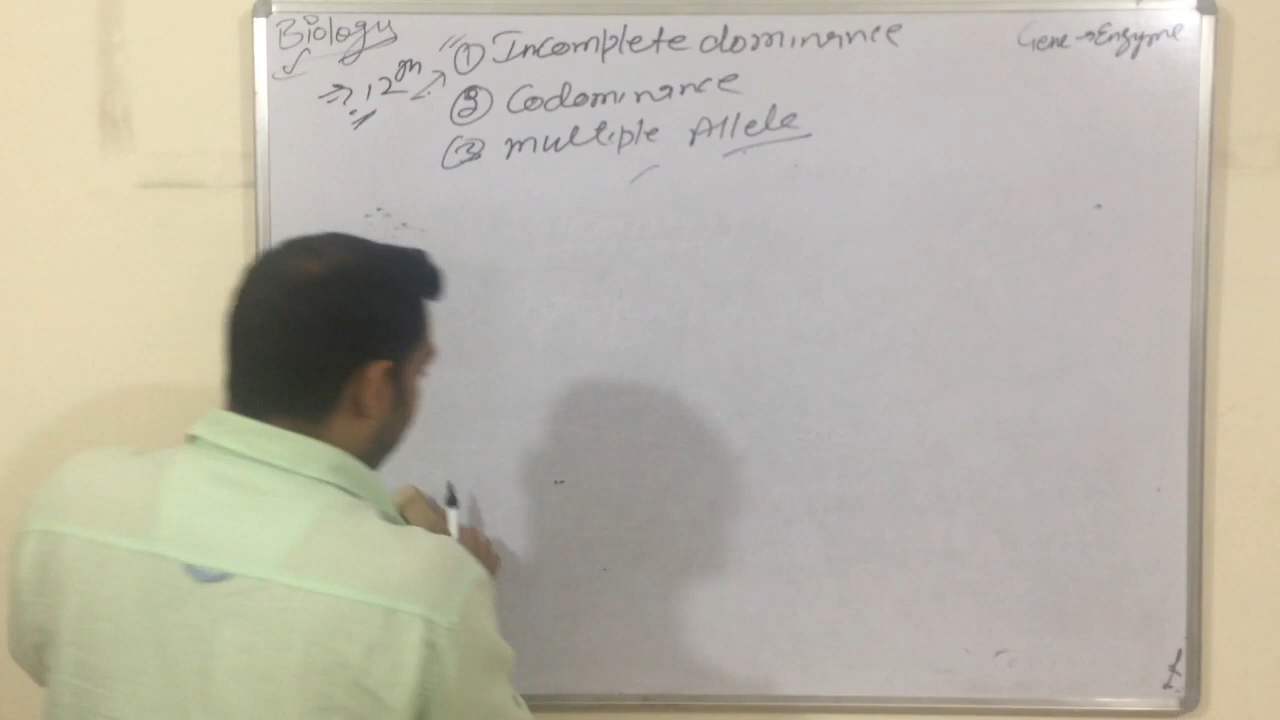 Biology
① Incomplete dominance
Gene → Enzyme
⇒ 12th
② Codominance
③ multiple Allele